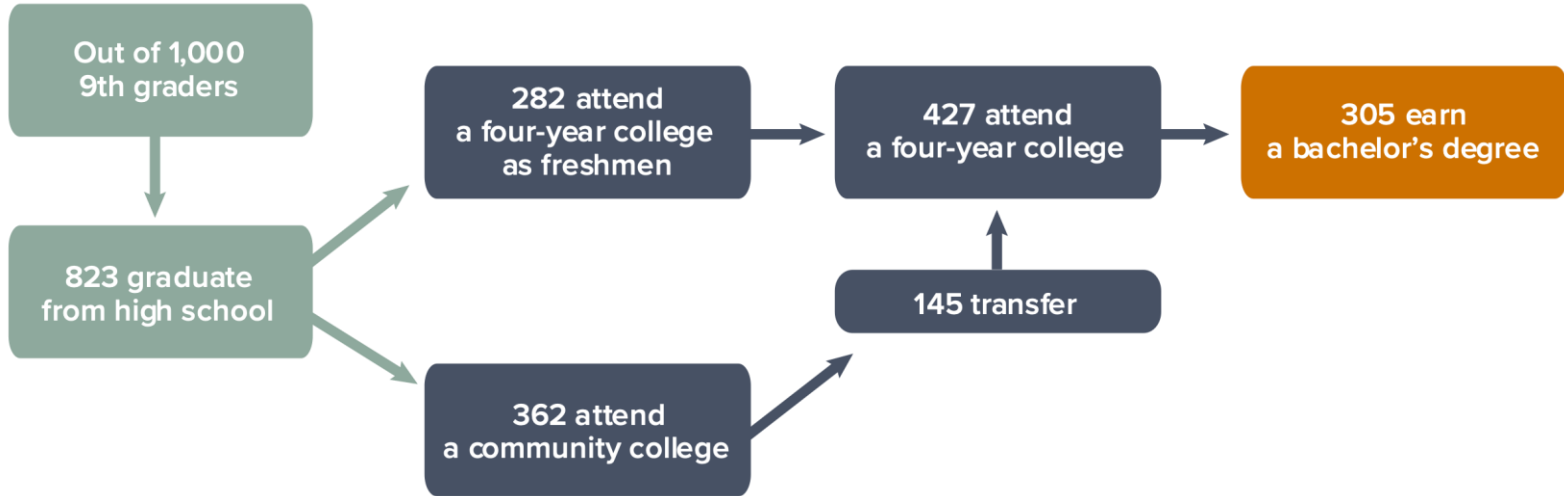 Out of 1,000
9th graders
823 graduate
from high school
282 attend
a four-year college
as freshmen
362 attend
a community college
145 transfer
427 attend
a four-year college
305 earn
a bachelor’s degree